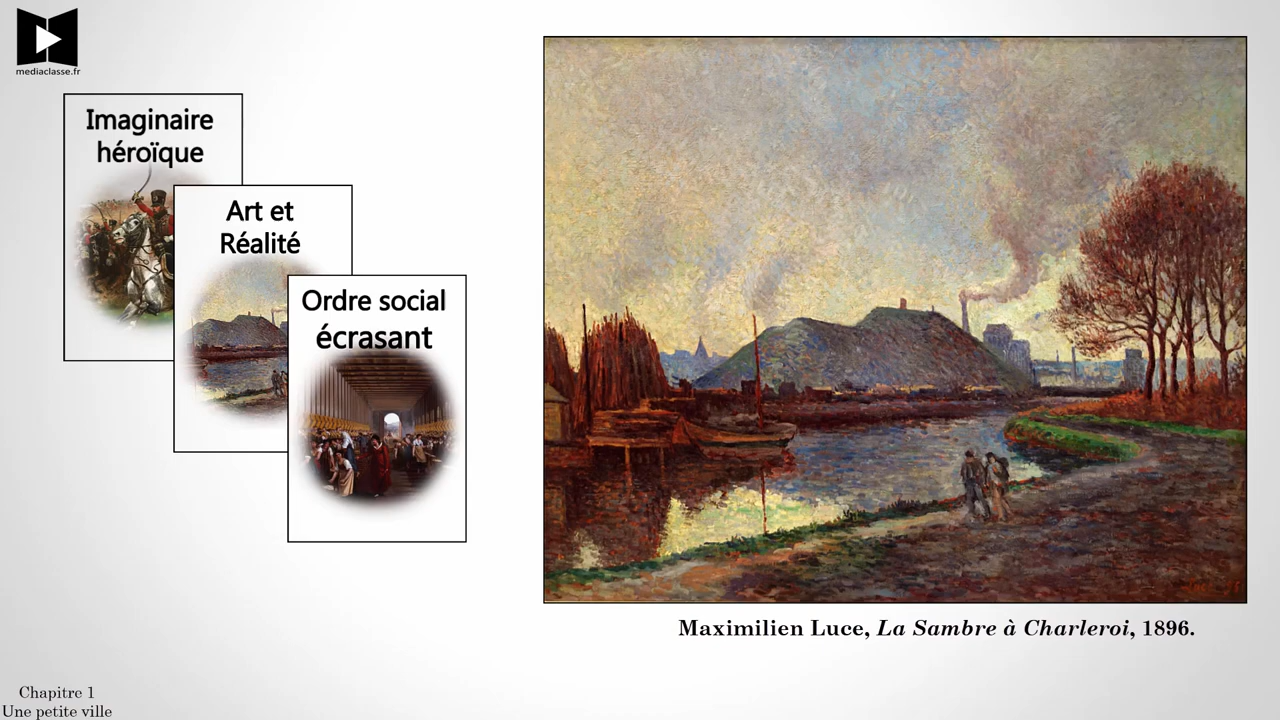 mediaclasse.fr
Imaginaire
héroïque
Art et
Réalité
Ordre social
écrasant
Maximilien Luce, La Sambre à Charleroi, 1896.
Chapitre 1
Une petite ville